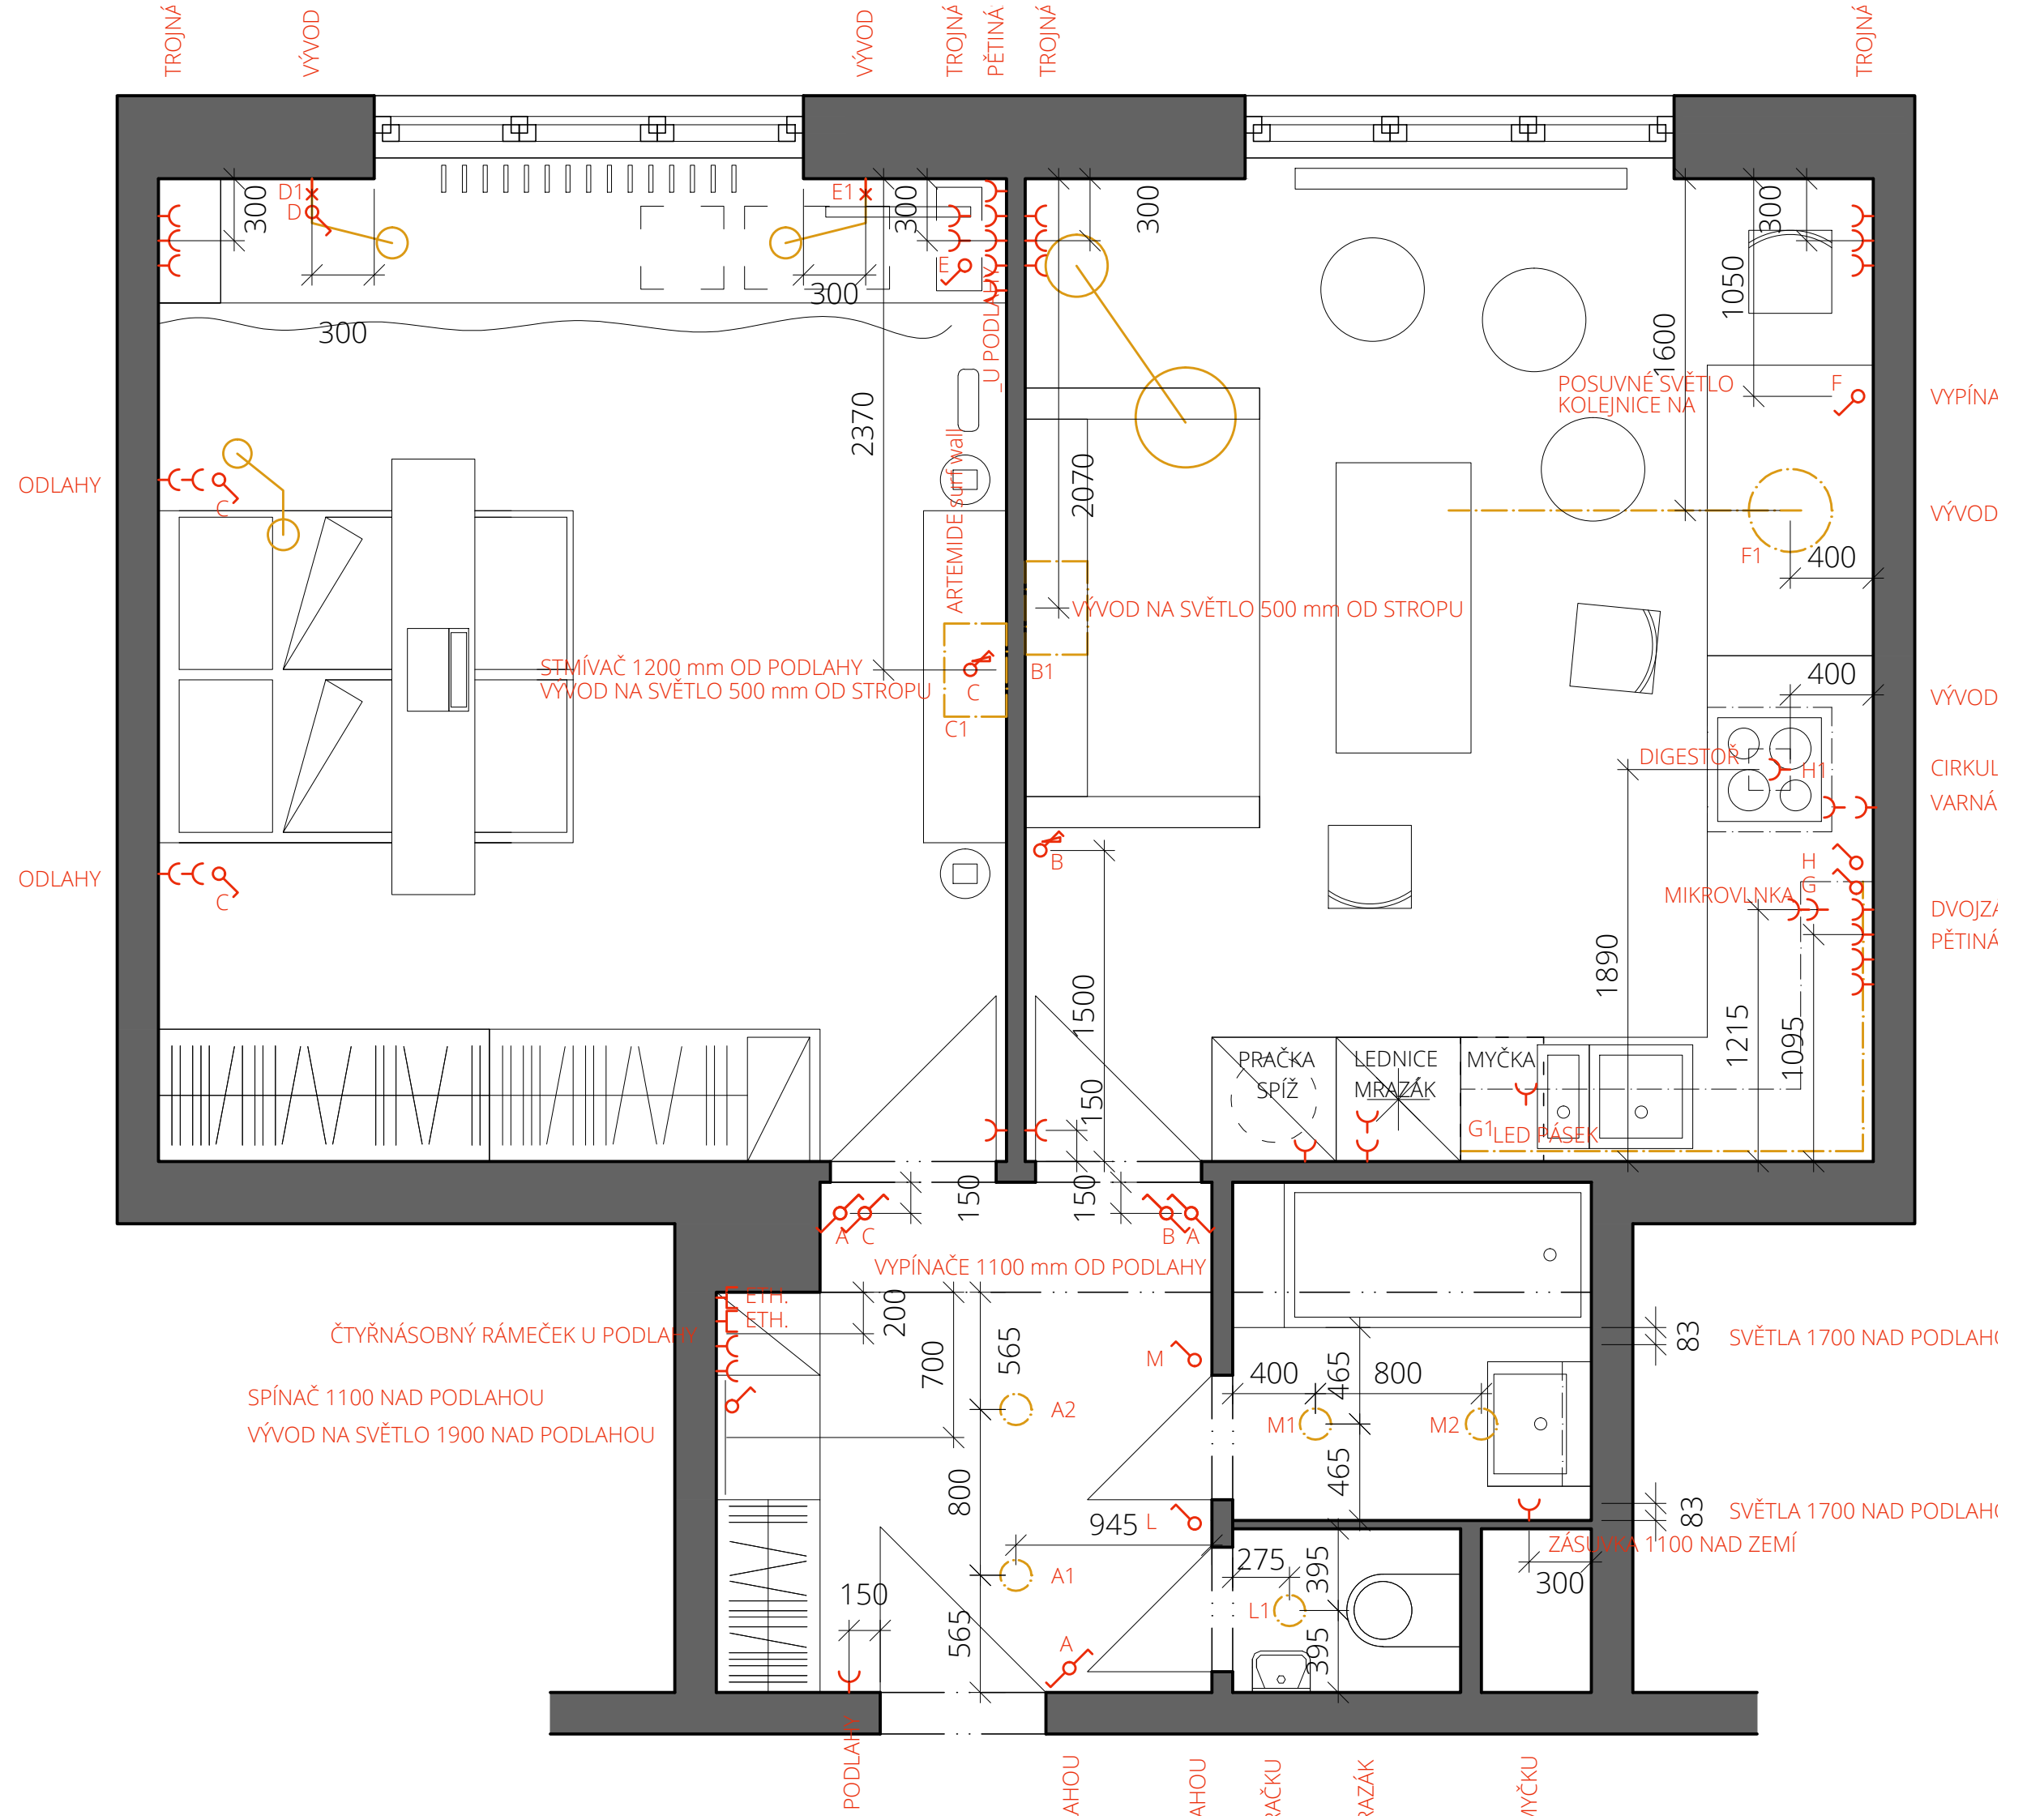 TROJNÁ
VÝVOD
VÝVOD
TROJNÁ
PĚTINÁ
TROJNÁ
TROJNÁ
D1
D
300
E1
300
300
300
1050
300
E
300
1600
300
_U PODLAHY
2370
POSUVNÉ SVĚTLO
KOLEJNICE NA
F
VYPÍNA
ODLAHY
C
ARTEMIDE surf wall
2070
VÝVOD
F1
400
VÝVOD NA SVĚTLO 500 mm OD STROPU
STMÍVAČ 1200 mm OD PODLAHY
VÝVOD NA SVĚTLO 500 mm OD STROPU
C
B1
C1
400
VÝVOD
DIGESTOŘ
H1
CIRKUL
VARNÁ
ODLAHY
C
B
H
G
MIKROVLNKA
DVOJZÁ
PĚTINÁ
1890
1500
1215
1095
150
PRAČKA
SPÍŽ
LEDNICE
MRAZÁK
MYČKA
G1
LED PÁSEK
150
150
A
C
B
A
VYPÍNAČE 1100 mm OD PODLAHY
ETH.
ETH.
200
ČTYŘNÁSOBNÝ RÁMEČEK U PODLAHY
700
565
M
400
465
800
83
SVĚTLA 1700 NAD PODLAHO
SPÍNAČ 1100 NAD PODLAHOU
VÝVOD NA SVĚTLO 1900 NAD PODLAHOU
A2
M1
M2
800
465
945
L
83
SVĚTLA 1700 NAD PODLAHO
ZÁSUVKA 1100 NAD ZEMÍ
275
395
300
A1
150
L1
565
A
395
PODLAHY
AHOU
AHOU
RAČKU
RAZÁK
MYČKU